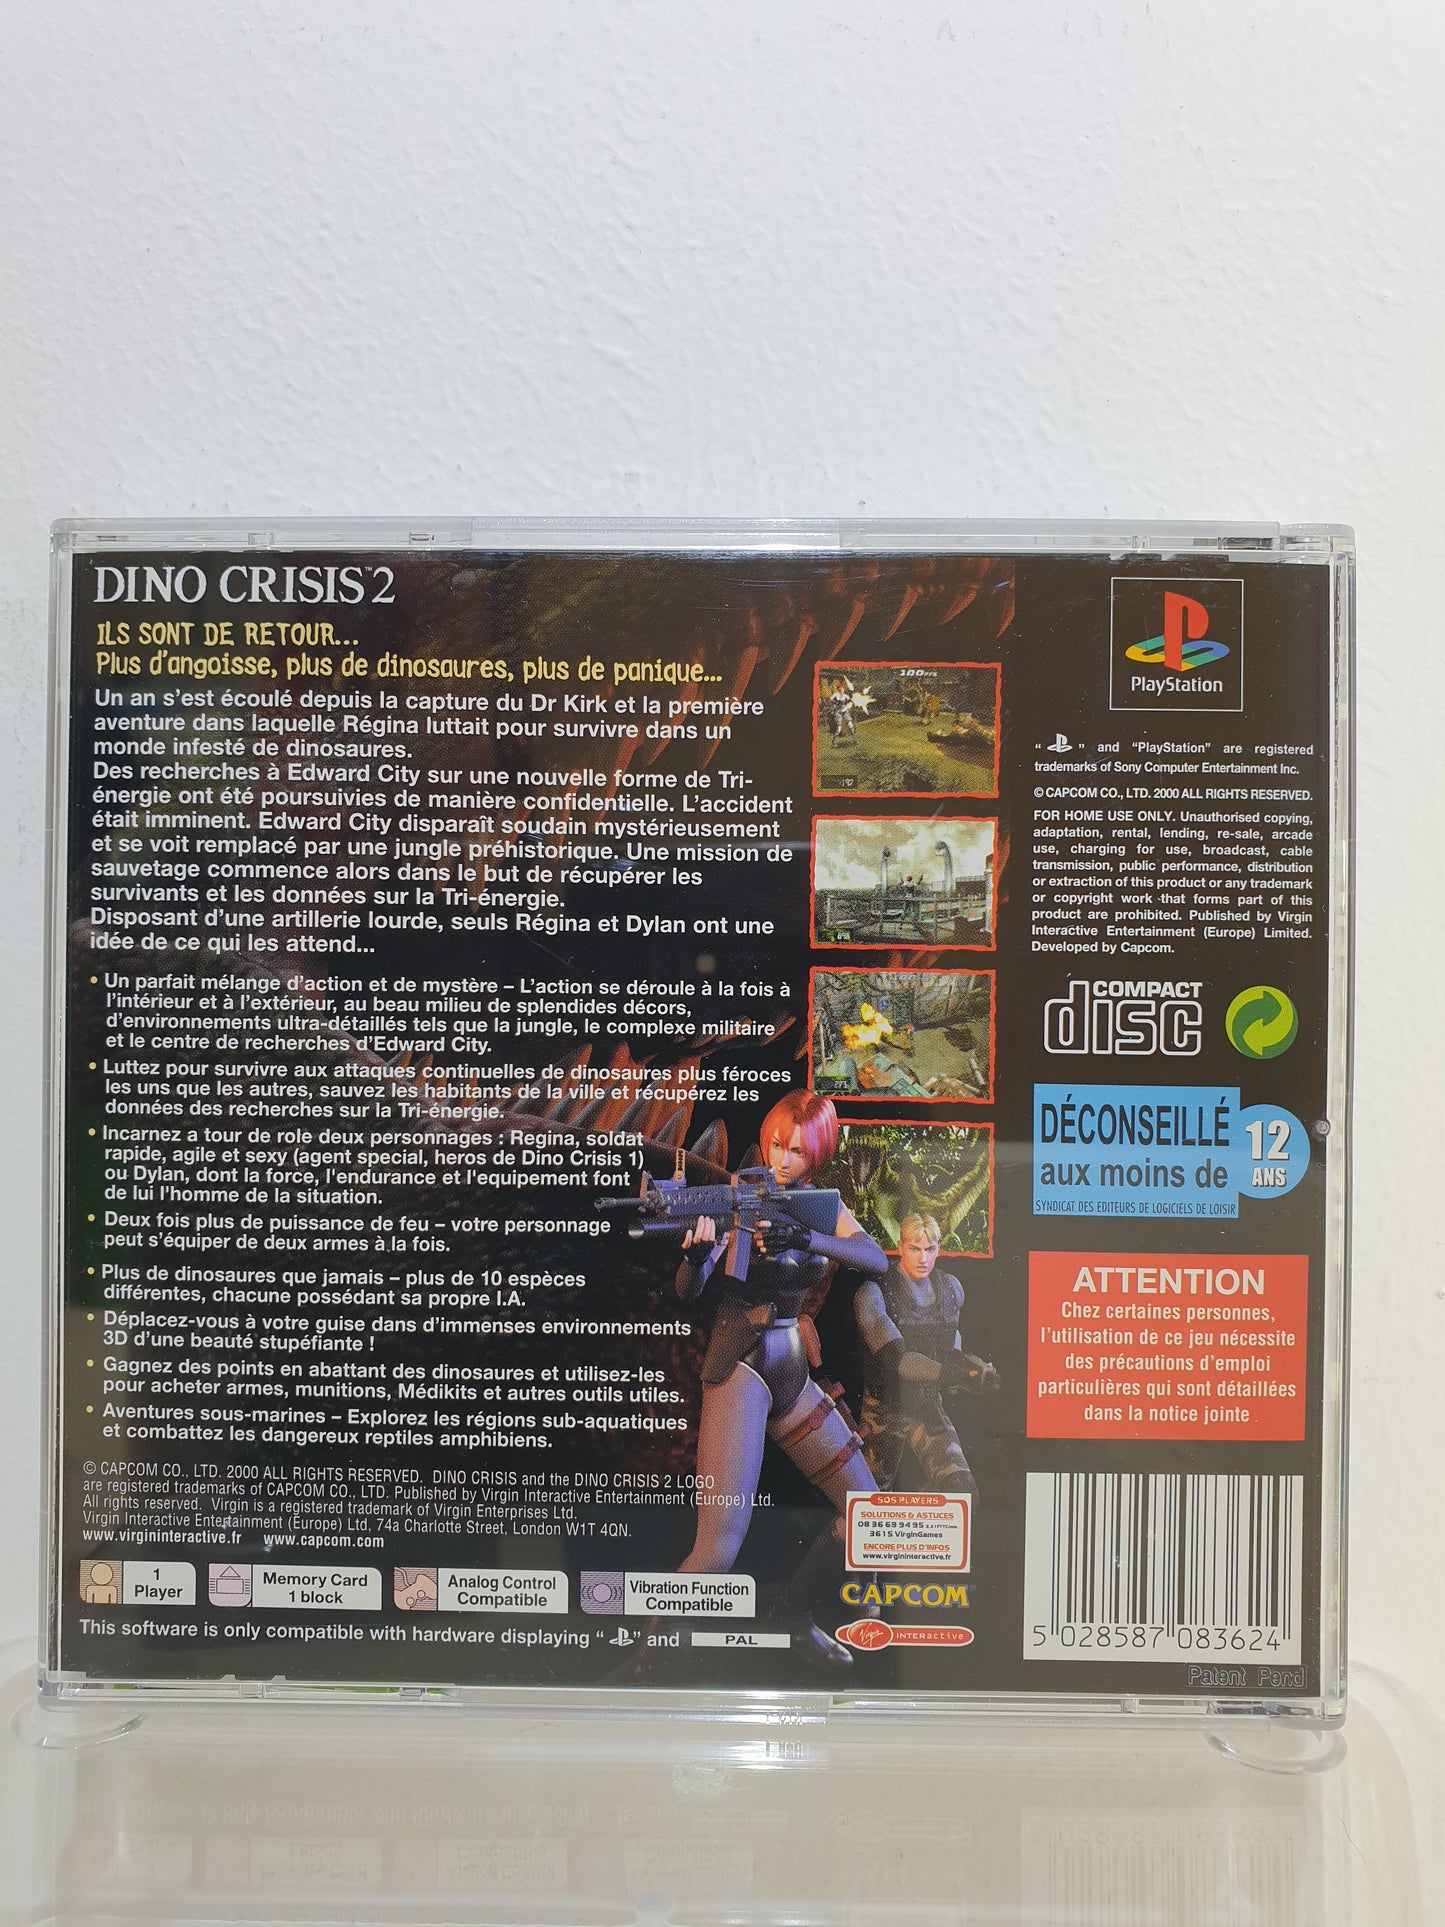 DINO CRISIS™ 2
ILS SONT DE RETOUR...
Plus d'angoisse, plus de dinosaures, plus de panique...
Un an s'est écoulé depuis la capture du Dr Kirk et la première
aventure dans laquelle Régina luttait pour survivre dans un
monde infesté de dinosaures.
Des recherches à Edward City sur une nouvelle forme de Tri-
énergie ont été poursuivies de manière confidentielle. L'accident
était imminent. Edward City disparaît soudain mystérieusement
et se voit remplacé par une jungle préhistorique. Une mission de
sauvetage commence alors dans le but de récupérer les
survivants et les données sur la Tri-énergie.
Disposant d'une artillerie lourde, seuls Régina et Dylan ont une
idée de ce qui les attend...
• Un parfait mélange d'action et de mystère – L'action se déroule à la fois à
l'intérieur et à l'extérieur, au beau milieu de splendides décors,
d'environnements ultra-détaillés tels que la jungle, le complexe militaire
et le centre de recherches d'Edward City.
• Luttez pour survivre aux attaques continuelles de dinosaures plus féroces
les uns que les autres, sauvez les habitants de la ville et récupérez les
données des recherches sur la Tri-énergie.
• Incarnez a tour de role deux personnages : Regina, soldat
rapide, agile et sexy (agent special, heros de Dino Crisis 1)
ou Dylan, dont la force, l'endurance et l'equipement font
de lui l'homme de la situation.
• Deux fois plus de puissance de feu – votre personnage
peut s'équiper de deux armes à la fois.
• Plus de dinosaures que jamais – plus de 10 espèces
différentes, chacune possédant sa propre I.A.
• Déplacez-vous à votre guise dans d'immenses environnements
3D d'une beauté stupéfiante !
• Gagnez des points en abattant des dinosaures et utilisez-les
pour acheter armes, munitions, Médikits et autres outils utiles.
• Aventures sous-marines – Explorez les régions sub-aquatiques
et combattez les dangereux reptiles amphibiens.
© CAPCOM CO., LTD. 2000 ALL RIGHTS RESERVED. DINO CRISIS and the DINO CRISIS 2 LOGO
are registered trademarks of CAPCOM CO., LTD. Published by Virgin Interactive Entertainment (Europe) Ltd.
All rights reserved. Virgin is a registered trademark of Virgin Enterprises Ltd.
Virgin Interactive Entertainment (Europe) Ltd, 74a Charlotte Street, London W1T 4QN.
www.virgininteractive.fr www.capcom.com
1
Player
Memory Card
1 block
Analog Control
Compatible
Vibration Function
Compatible
This software is only compatible with hardware displaying " " and PAL
100PTS
197
898
273
SOS PLAYERS
SOLUTIONS & ASTUCES
08 36 68 94 95
3615 VirginGames
ENCORE PLUS D'INFOS
www.virgininteractive.fr
CAPCOM
Virgin INTERactive
PlayStation
" " and "PlayStation" are registered
trademarks of Sony Computer Entertainment Inc.
© CAPCOM CO., LTD. 2000 ALL RIGHTS RESERVED.
FOR HOME USE ONLY. Unauthorised copying,
adaptation, rental, lending, re-sale, arcade
use, charging for use, broadcast, cable
transmission, public performance, distribution
or extraction of this product or any trademark
or copyright work that forms part of this
product are prohibited. Published by Virgin
Interactive Entertainment (Europe) Limited.
Developed by Capcom.
COMPACT
disc
DÉCONSEILLÉ
aux moins de
12
ANS
SYNDICAT DES EDITEURS DE LOGICIELS DE LOISIR
ATTENTION
Chez certaines personnes,
l'utilisation de ce jeu nécessite
des précautions d'emploi
particulières qui sont détaillées
dans la notice jointe
5 028587 083624
Patent Pend